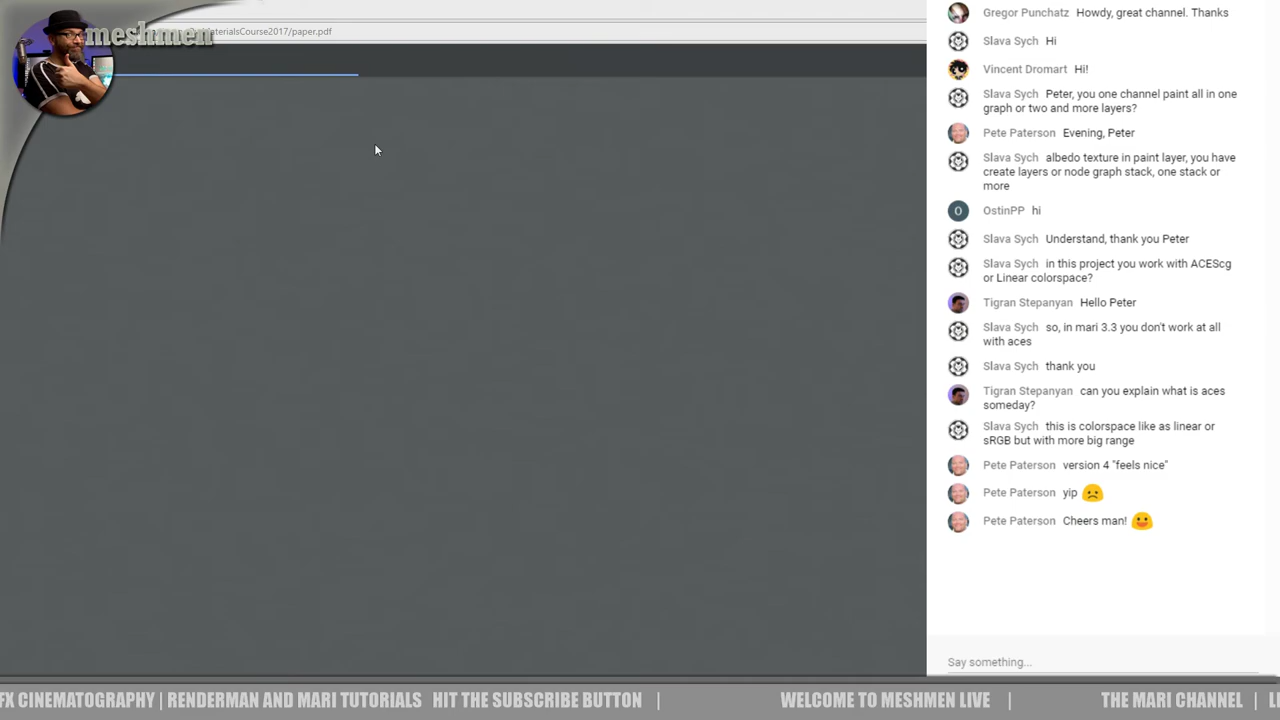 meshmen
MaterialsCourse2017/paper.pdf
Gregor Punchatz Howdy, great channel. Thanks
Slava Sych Hi
Vincent Dromart Hi!
Slava Sych Peter, you one channel paint all in one
graph or two and more layers?
Pete Paterson Evening, Peter
Slava Sych albedo texture in paint layer, you have
create layers or node graph stack, one stack or
more
O OstinPP hi
Slava Sych Understand, thank you Peter
Slava Sych in this project you work with ACEScg
or Linear colorspace?
Tigran Stepanyan Hello Peter
Slava Sych so, in mari 3.3 you don't work at all
with aces
Slava Sych thank you
Tigran Stepanyan can you explain what is aces
someday?
Slava Sych this is colorspace like as linear or
sRGB but with more big range
Pete Paterson version 4 "feels nice"
Pete Paterson yip
Pete Paterson Cheers man!
Say something...
FX CINEMATOGRAPHY | RENDERMAN AND MARI TUTORIALS HIT THE SUBSCRIBE BUTTON | WELCOME TO MESHMEN LIVE | THE MARI CHANNEL | LI